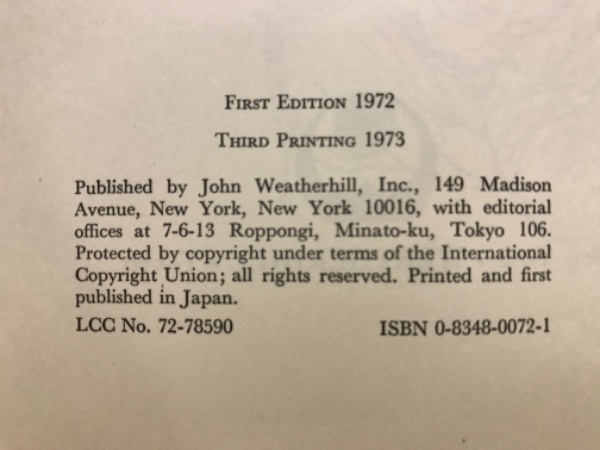 First Edition 1972
Third Printing 1973
Published by John Weatherhill, Inc., 149 Madison
Avenue, New York, New York 10016, with editorial
offices at 7-6-13 Roppongi, Minato-ku, Tokyo 106.
Protected by copyright under terms of the International
Copyright Union; all rights reserved. Printed and first
published in Japan.
LCC No. 72-78590 ISBN 0-8348-0072-1